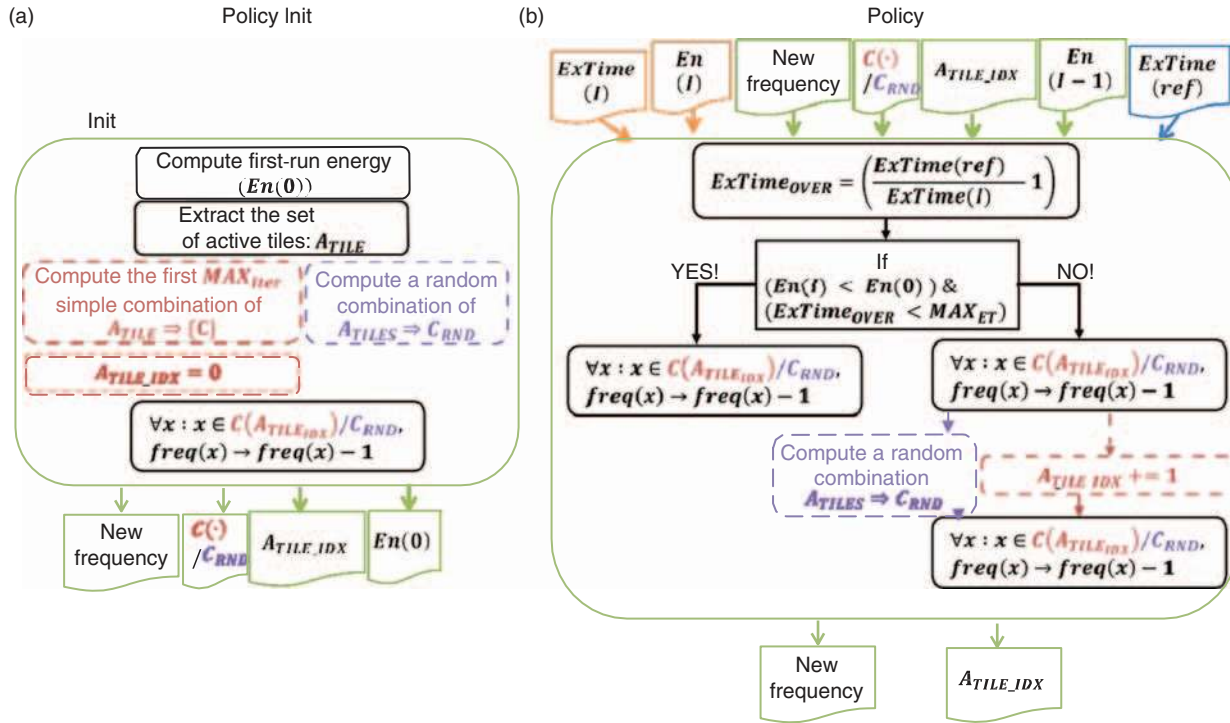 (a)
Policy Init
Init
Compute first-run energy
(En(0))
Extract the set
of active tiles: A_TILE
Compute the first MAX_Iter
simple combination of
A_TILE ⇒ {C}
Compute a random
combination of
A_TILES ⇒ C_RND
A_TILE_IDX = 0
∀x : x ∈ C(A_TILE_IDX)/C_RND,
freq(x) → freq(x) − 1
New
frequency
C(·)
/C_RND
A_TILE_IDX
En(0)
(b)
Policy
ExTime
(I)
En
(I)
New
frequency
C(·)
/C_RND
A_TILE_IDX
En
(I − 1)
ExTime
(ref)
ExTime_OVER = (ExTime(ref)/ExTime(I) − 1)
If
(En(I) < En(0)) &
(ExTime_OVER < MAX_ET)
YES!
NO!
∀x : x ∈ C(A_TILE_IDX)/C_RND,
freq(x) → freq(x) − 1
∀x : x ∈ C(A_TILE_IDX)/C_RND,
freq(x) → freq(x) − 1
Compute a random
combination
A_TILES ⇒ C_RND
A_TILE_IDX += 1
∀x : x ∈ C(A_TILE_IDX)/C_RND,
freq(x) → freq(x) − 1
New
frequency
A_TILE_IDX